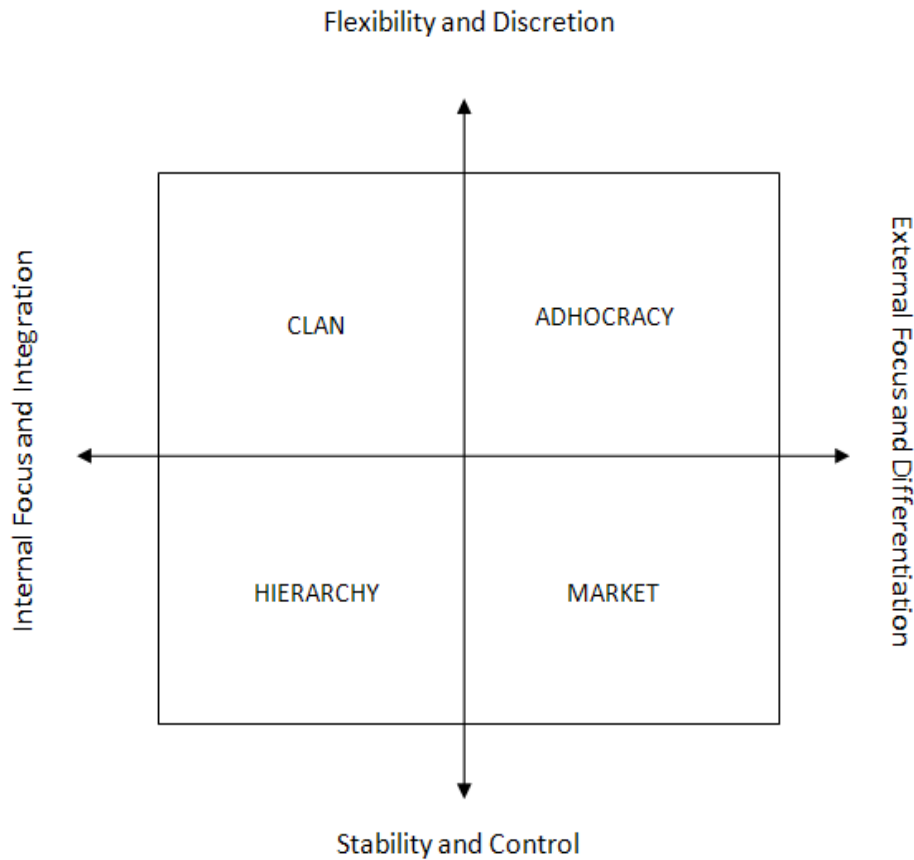 Flexibility and Discretion
Internal Focus and Integration
External Focus and Differentiation
CLAN
ADHOCRACY
HIERARCHY
MARKET
Stability and Control